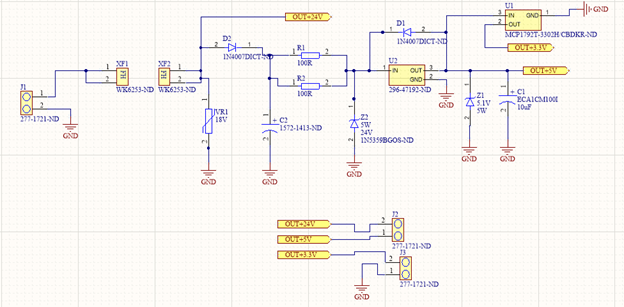 OUT+24V
U1
IN GND
OUT
MCP1792T-3302H/CBDKR-ND
GND
OUT+3.3V
D1
1N4007DICT-ND
D2
1N4007DICT-ND
R1
100R
R2
100R
U2
IN OUT
GND
296-47192-ND
OUT+5V
GND
XF1
FH
WK6253-ND
XF2
FH
WK6253-ND
J1
277-1721-ND
GND
VR1
18V
GND
C2
1572-1413-ND
GND
Z2
5W
24V
1N5359BGOS-ND
GND
Z1
5.1V
5W
GND
C1
ECA1CM100I
10uF
GND
OUT+24V
OUT+5V
OUT+3.3V
J2
277-1721-ND
J3
277-1721-ND
GND